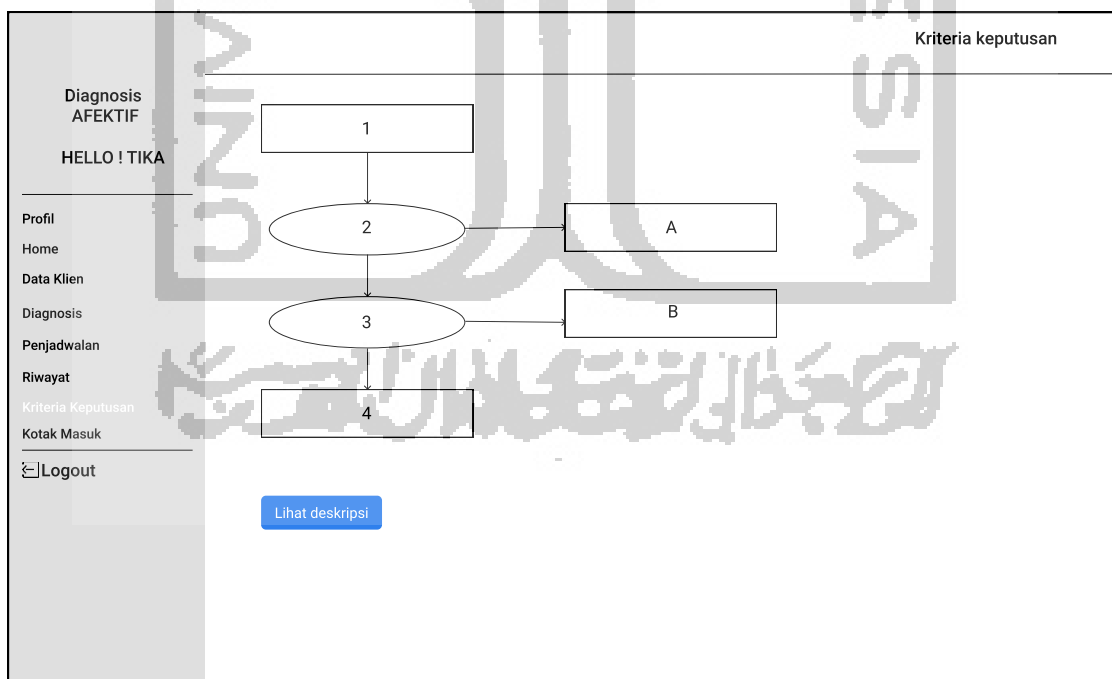 Kriteria keputusan
Diagnosis
AFEKTIF
HELLO ! TIKA
Profil
Home
Data Klien
Diagnosis
Penjadwalan
Riwayat
Kriteria Keputusan
Kotak Masuk
Logout
1
2
A
3
B
4
Lihat deskripsi